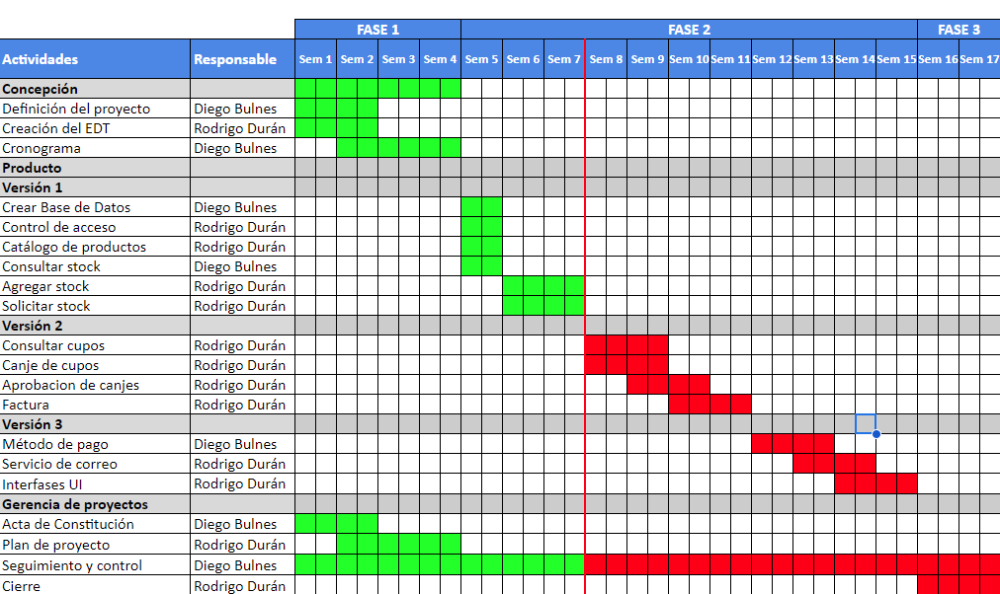 FASE 1 FASE 2 FASE 3
Actividades Responsable Sem 1 Sem 2 Sem 3 Sem 4 Sem 5 Sem 6 Sem 7 Sem 8 Sem 9 Sem 10 Sem 11 Sem 12 Sem 13 Sem 14 Sem 15 Sem 16 Sem 17
Concepción
Definición del proyecto Diego Bulnes
Creación del EDT Rodrigo Durán
Cronograma Diego Bulnes
Producto
Versión 1
Crear Base de Datos Diego Bulnes
Control de acceso Rodrigo Durán
Catálogo de productos Rodrigo Durán
Consultar stock Diego Bulnes
Agregar stock Rodrigo Durán
Solicitar stock Rodrigo Durán
Versión 2
Consultar cupos Rodrigo Durán
Canje de cupos Rodrigo Durán
Aprobacion de canjes Rodrigo Durán
Factura Rodrigo Durán
Versión 3
Método de pago Diego Bulnes
Servicio de correo Rodrigo Durán
Interfases UI Rodrigo Durán
Gerencia de proyectos
Acta de Constitución Diego Bulnes
Plan de proyecto Rodrigo Durán
Seguimiento y control Diego Bulnes
Cierre Rodrigo Durán